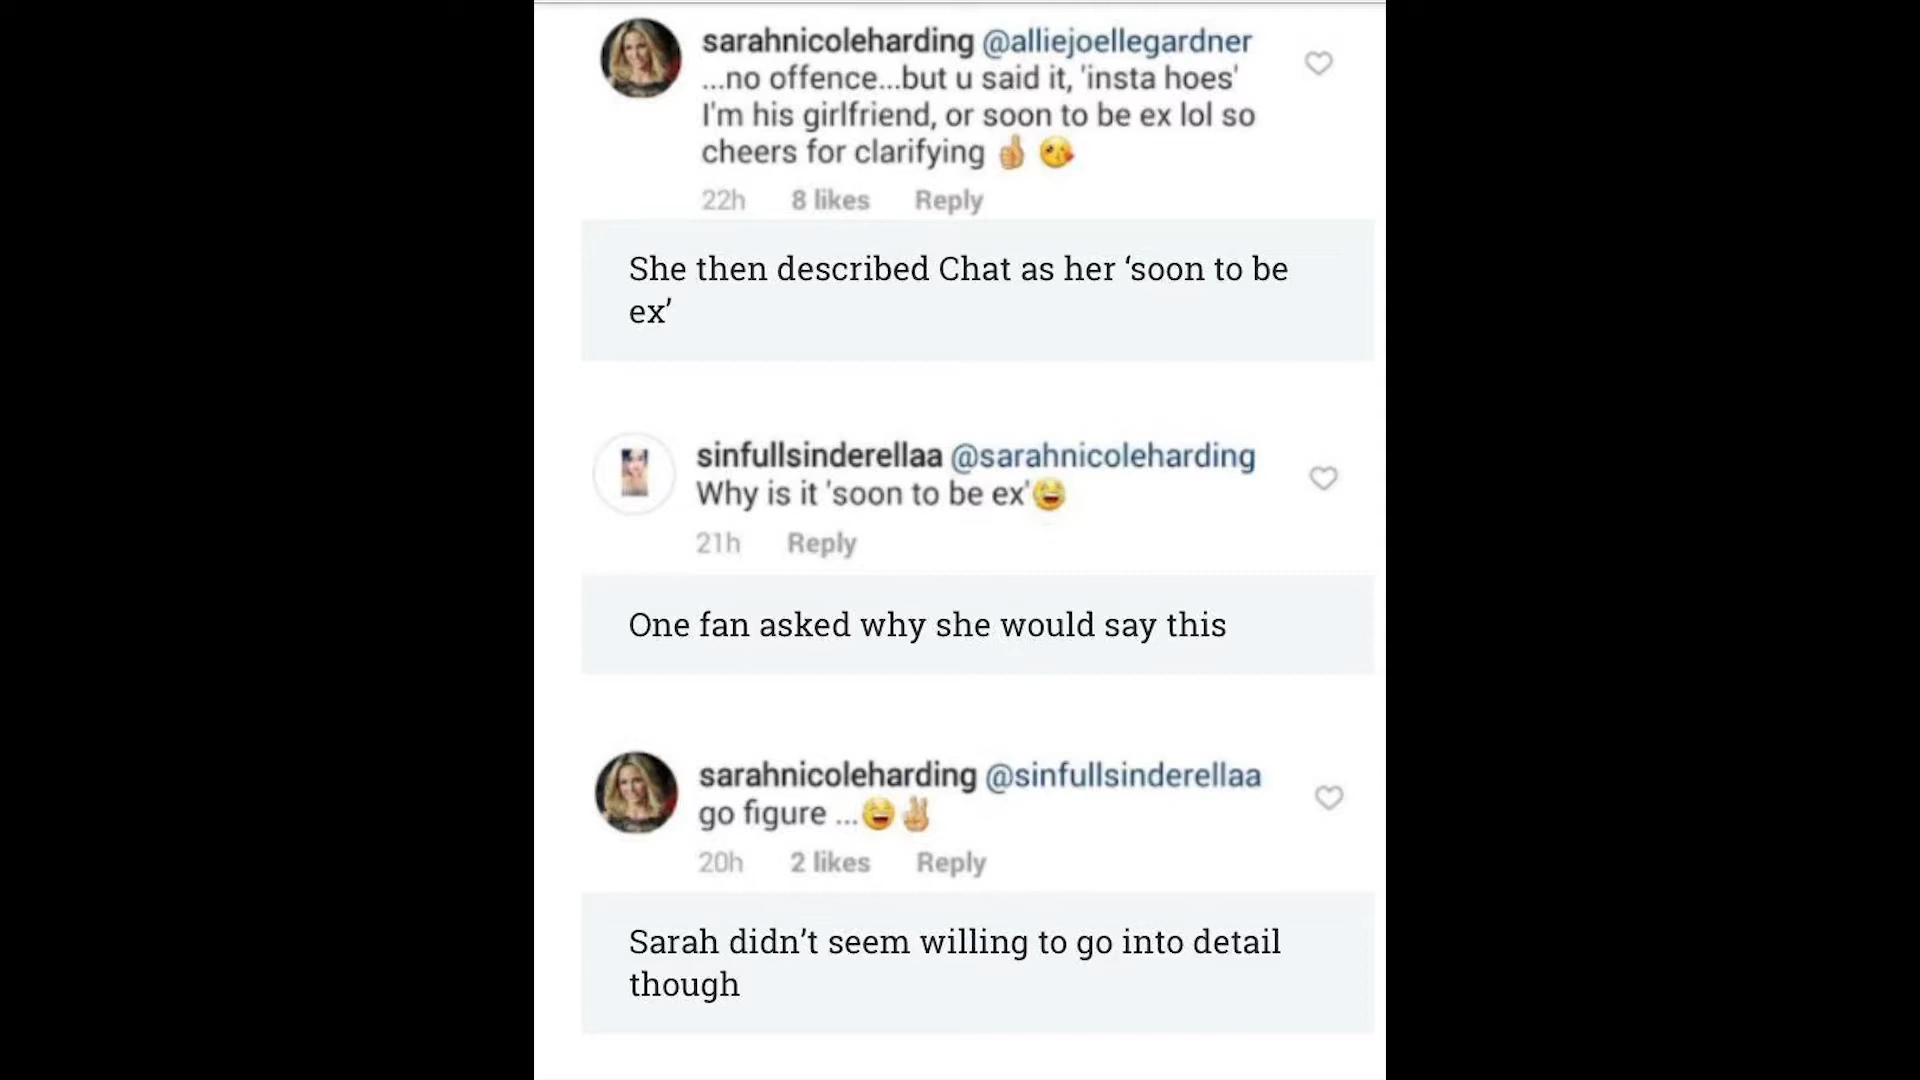 sarahnicoleharding @alliejoellegardner
...no offence...but u said it, 'insta hoes'
I'm his girlfriend, or soon to be ex lol so
cheers for clarifying 👍 😘
22h 8 likes Reply
She then described Chat as her ‘soon to be
ex’
sinfullsinderellaa @sarahnicoleharding
Why is it 'soon to be ex'😂
21h Reply
One fan asked why she would say this
sarahnicoleharding @sinfullsinderellaa
go figure ...😂✌
20h 2 likes Reply
Sarah didn’t seem willing to go into detail
though